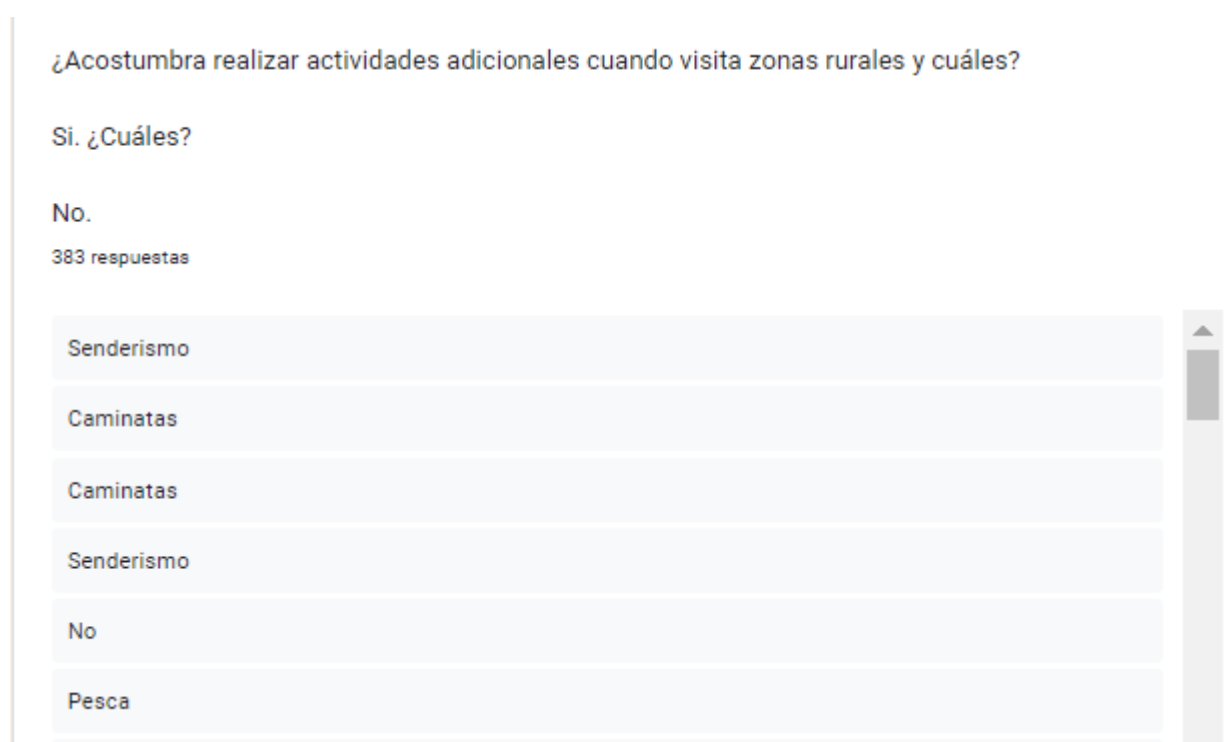 ¿Acostumbra realizar actividades adicionales cuando visita zonas rurales y cuáles?
Si. ¿Cuáles?
No.
383 respuestas
Senderismo
Caminatas
Caminatas
Senderismo
No
Pesca